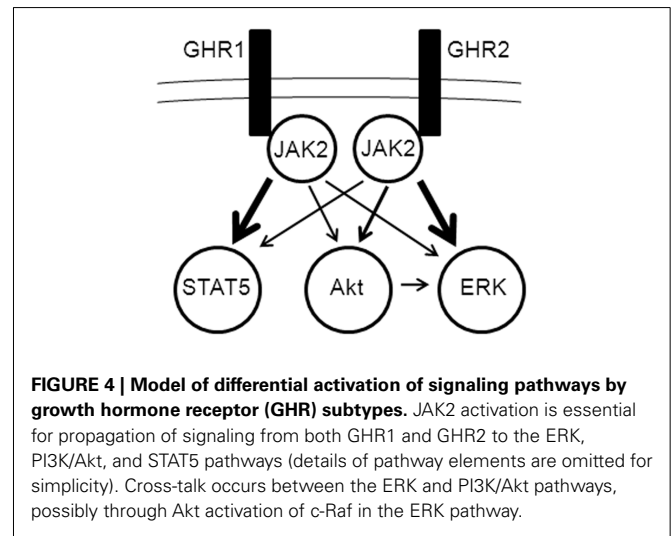 GHR1 GHR2
JAK2 JAK2
STAT5 Akt ERK
FIGURE 4 | Model of differential activation of signaling pathways by
growth hormone receptor (GHR) subtypes. JAK2 activation is essential
for propagation of signaling from both GHR1 and GHR2 to the ERK,
PI3K/Akt, and STAT5 pathways (details of pathway elements are omitted for
simplicity). Cross-talk occurs between the ERK and PI3K/Akt pathways,
possibly through Akt activation of c-Raf in the ERK pathway.